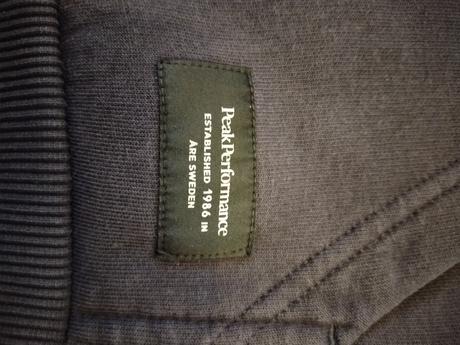 PeakPerformance
ESTABLISHED 1986 IN
ARE SWEDEN